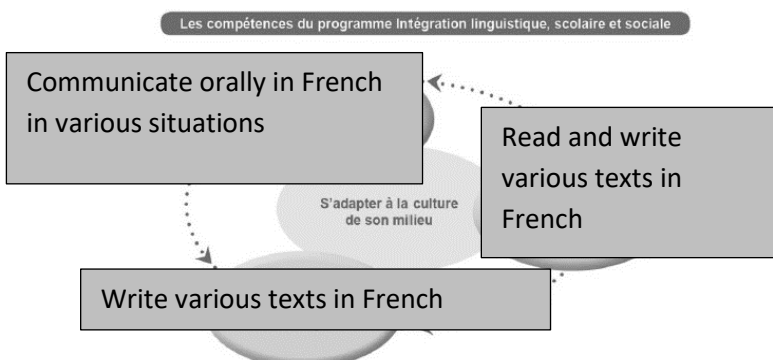 Les compétences du programme Intégration linguistique, scolaire et sociale
Communicate orally in French
in various situations
Read and write
various texts in
French
S'adapter à la culture
de son milieu
Write various texts in French